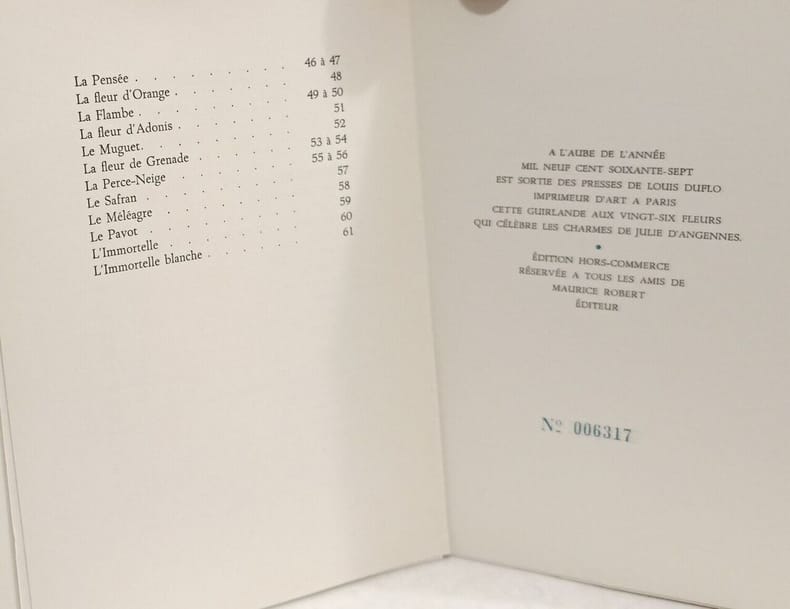 La Pensée . . . . . . . . . 46 à 47
La fleur d'Orange . . . . . . . 48
La Flambe . . . . . . . . . 49 à 50
La fleur d'Adonis . . . . . . . 51
Le Muguet. . . . . . . . . 52
La fleur de Grenade . . . . . . 53 à 54
La Perce-Neige . . . . . . . 55 à 56
Le Safran . . . . . . . . . 57
Le Méléagre . . . . . . . . 58
Le Pavot . . . . . . . . . 59
L'Immortelle . . . . . . . . 60
L'Immortelle blanche . . . . . . 61
A L'AUBE DE L'ANNÉE
MIL NEUF CENT SOIXANTE-SEPT
EST SORTIE DES PRESSES DE LOUIS DUFLO
IMPRIMEUR D'ART A PARIS
CETTE GUIRLANDE AUX VINGT-SIX FLEURS
QUI CÉLÈBRE LES CHARMES DE JULIE D'ANGENNES.
ÉDITION HORS-COMMERCE
RÉSERVÉE A TOUS LES AMIS DE
MAURICE ROBERT
ÉDITEUR
Nº 006317